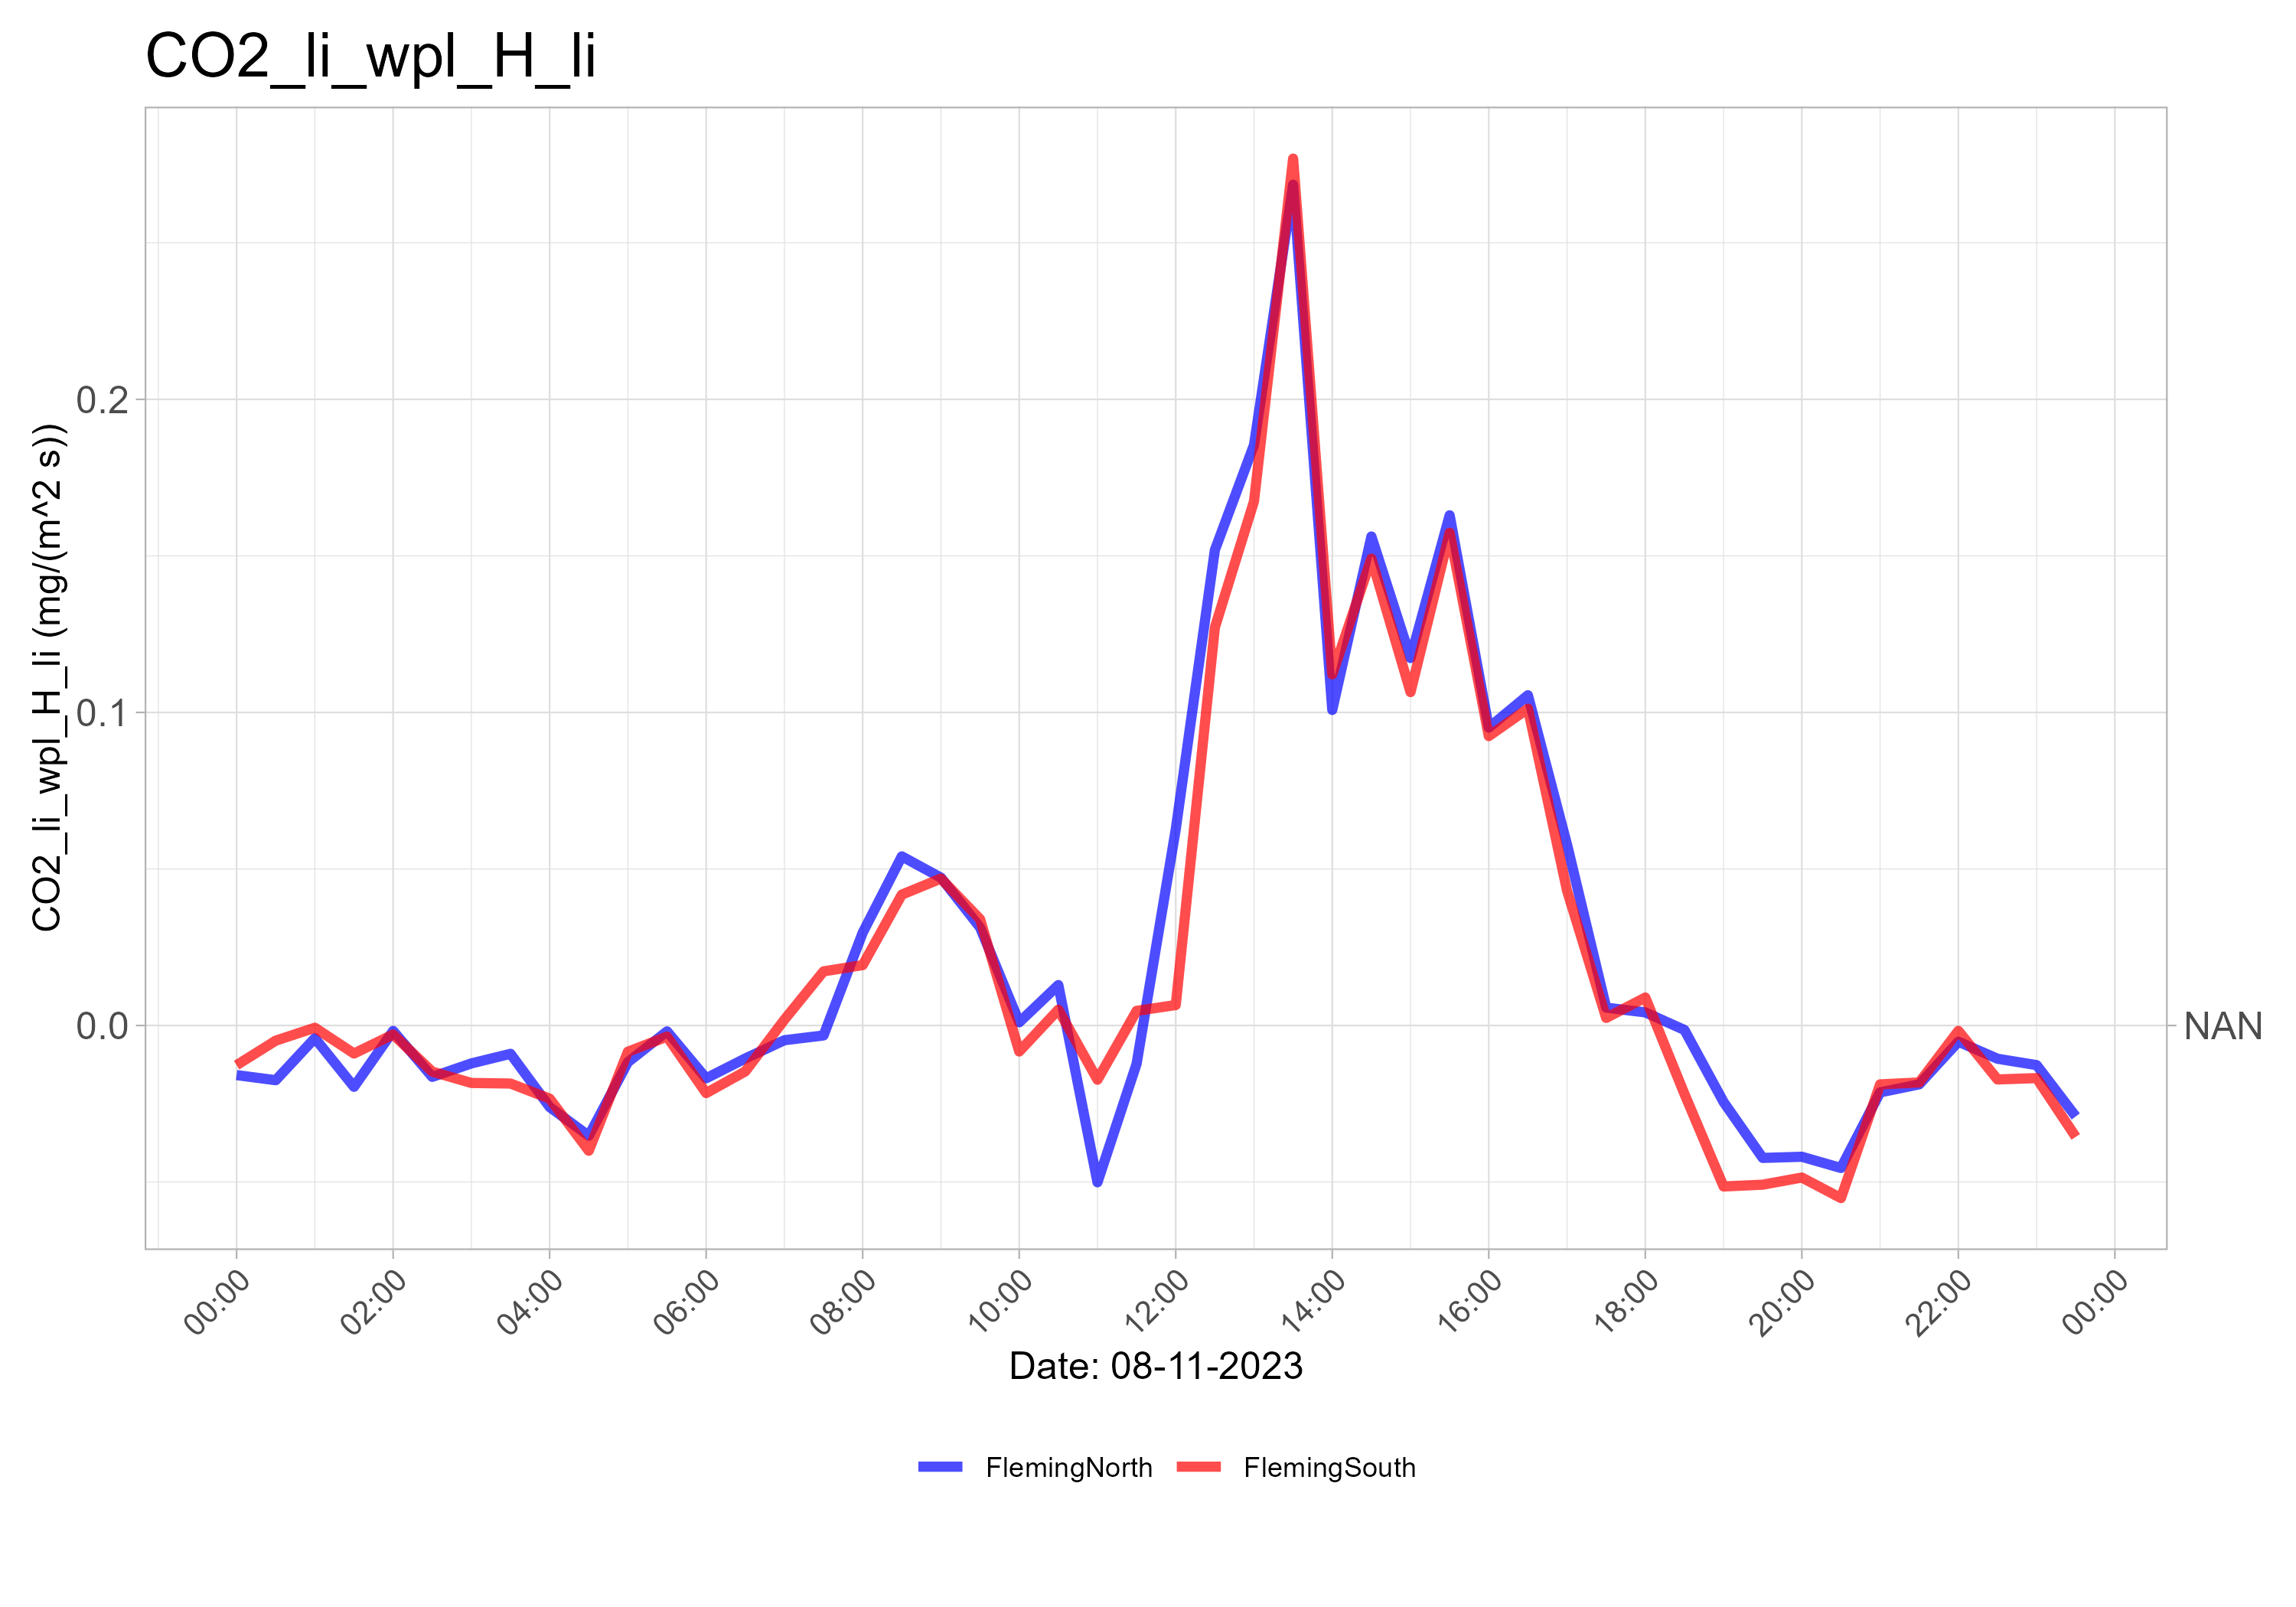 CO2_li_wpl_H_li
CO2_li_wpl_H_li (mg/(m^2 s))
0.2
0.1
0.0
NAN
00:00 02:00 04:00 06:00 08:00 10:00 12:00 14:00 16:00 18:00 20:00 22:00 00:00
Date: 08-11-2023
FlemingNorth FlemingSouth